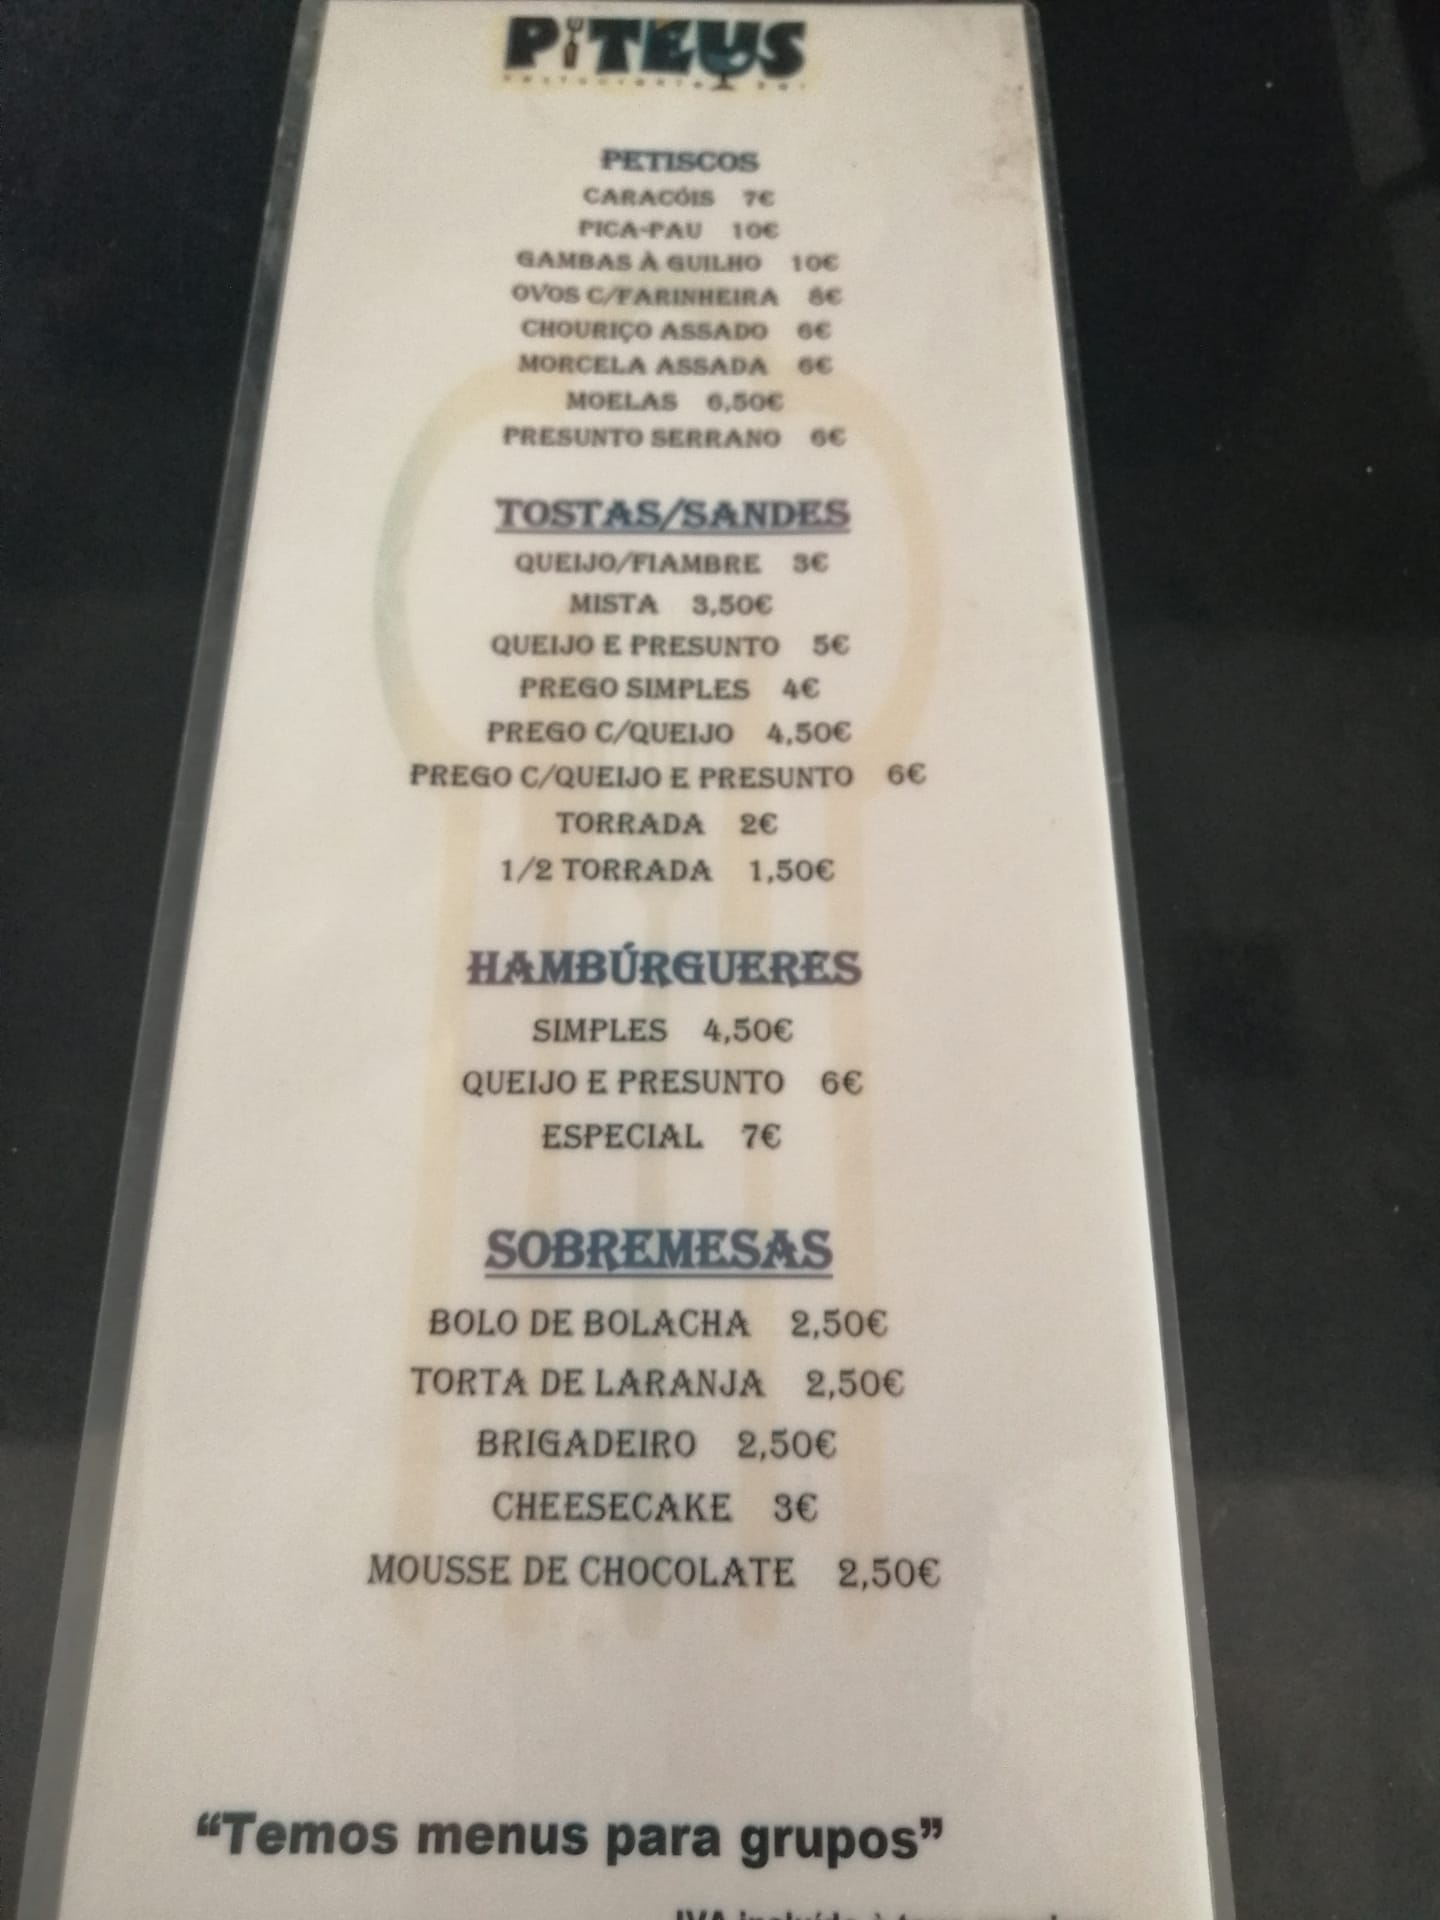 PITÉUS
PETISCOS
CARACÓIS 7€
PICA-PAU 10€
GAMBAS À GUILHO 10€
OVOS C/FARINHEIRA 8€
CHOURIÇO ASSADO 6€
MORCELA ASSADA 6€
MOELAS 6,50€
PRESUNTO SERRANO 6€
TOSTAS/SANDES
QUEIJO/FIAMBRE 3€
MISTA 3,50€
QUEIJO E PRESUNTO 5€
PREGO SIMPLES 4€
PREGO C/QUEIJO 4,50€
PREGO C/QUEIJO E PRESUNTO 6€
TORRADA 2€
1/2 TORRADA 1,50€
HAMBÚRGUERES
SIMPLES 4,50€
QUEIJO E PRESUNTO 6€
ESPECIAL 7€
SOBREMESAS
BOLO DE BOLACHA 2,50€
TORTA DE LARANJA 2,50€
BRIGADEIRO 2,50€
CHEESECAKE 3€
MOUSSE DE CHOCOLATE 2,50€
“Temos menus para grupos”
IVA incluído à